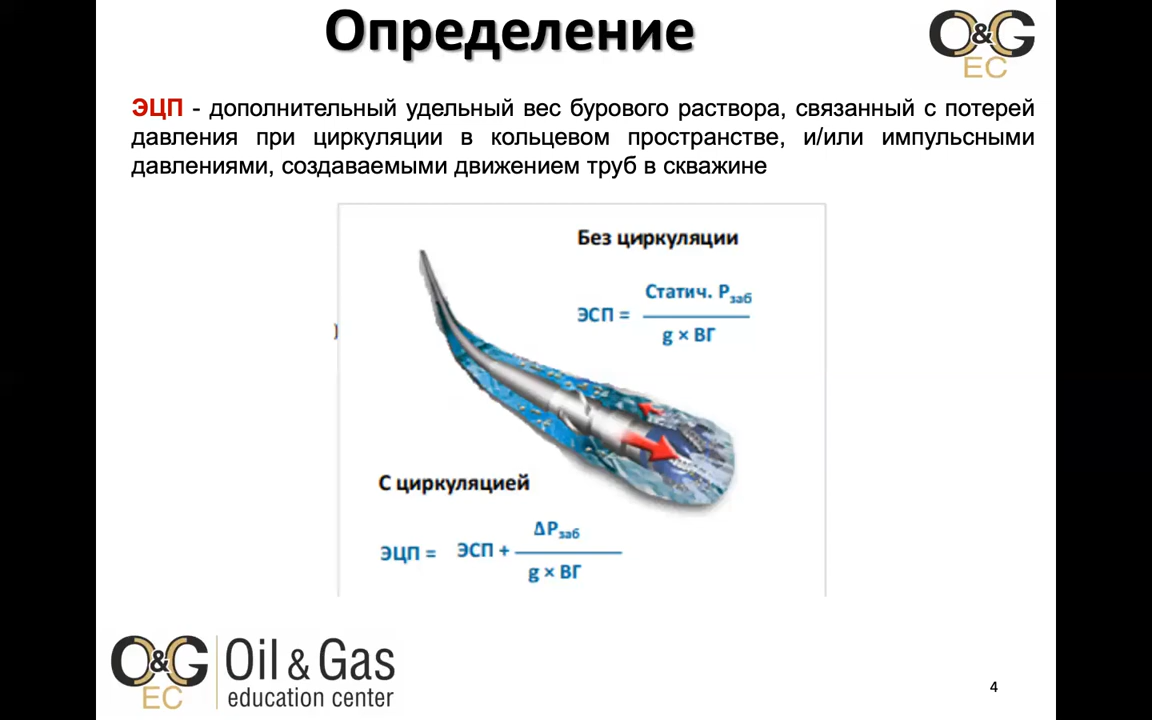 Определение
O&G
EC
ЭЦП - дополнительный удельный вес бурового раствора, связанный с потерей
давления при циркуляции в кольцевом пространстве, и/или импульсными
давлениями, создаваемыми движением труб в скважине
Без циркуляции
Статич. Pзаб
ЭСП =
g × ВГ
С циркуляцией
ΔPзаб
ЭЦП = ЭСП +
g × ВГ
O&G
EC
Oil & Gas
education center
4